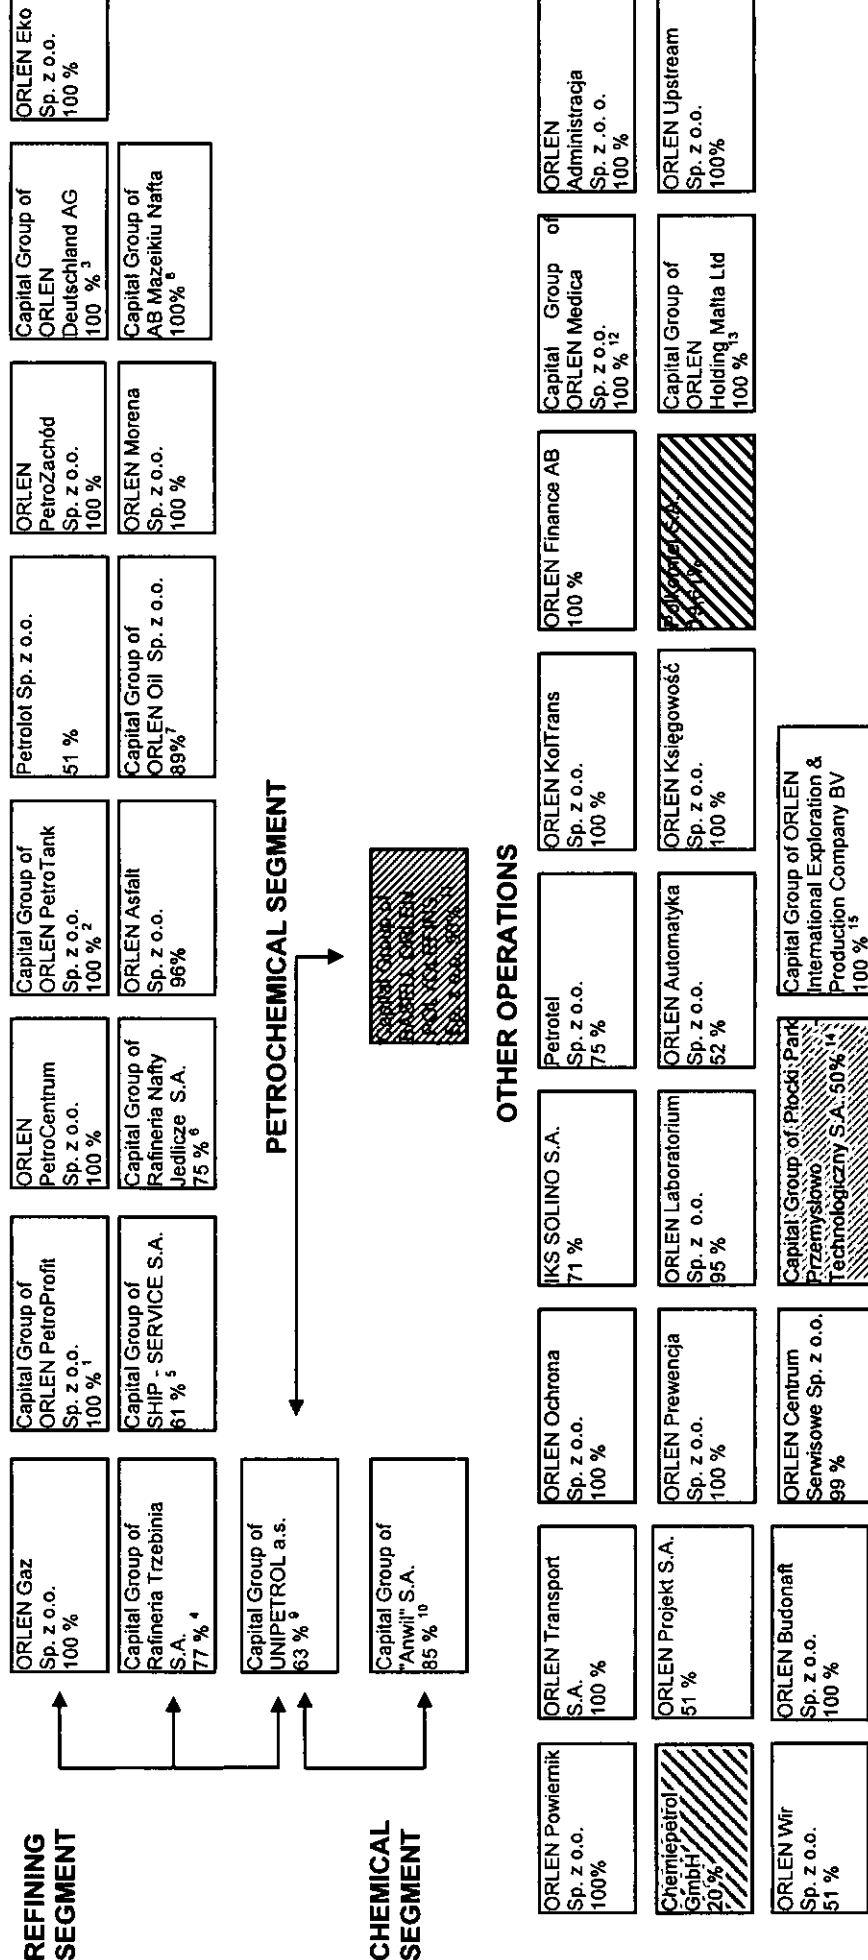 REFINING
SEGMENT
ORLEN Gaz
Sp. z o.o.
100 %
Capital Group of
ORLEN PetroProfit
Sp. z o.o.
100 % 1
ORLEN
PetroCentrum
Sp. z o.o.
100 %
Capital Group of
ORLEN PetroTank
Sp. z o.o.
100 % 2
Petrolot Sp. z o.o.
51 %
ORLEN
PetroZachód
Sp. z o.o.
100 %
Capital Group of
ORLEN
Deutschland AG
100 % 3
ORLEN Eko
Sp. z o.o.
100 %
Capital Group of
Rafineria Trzebinia
S.A.
77 % 4
Capital Group of
SHIP - SERVICE S.A.
61 % 5
Capital Group of
Rafineria Nafty
Jedlicze S.A.
75 % 6
ORLEN Asfalt
Sp. z o.o.
96%
Capital Group of
ORLEN Oil Sp. z o.o.
89% 7
ORLEN Morena
Sp. z o.o.
100 %
Capital Group of
AB Mazeikiu Nafta
100% 8
Capital Group of
UNIPETROL a.s.
63 % 9
PETROCHEMICAL SEGMENT
CHEMICAL
SEGMENT
Capital Group of
"Anwil" S.A.
85 % 10
Capital Group of
BASELL ORLEN
POLYOLEFINS
Sp. z o.o. 50%
OTHER OPERATIONS
ORLEN Powiernik
Sp. z o.o.
100%
ORLEN Transport
S.A.
100 %
ORLEN Ochrona
Sp. z o.o.
100 %
IKS SOLINO S.A.
71 %
Petrotel
Sp. z o.o.
75 %
ORLEN KolTrans
Sp. z o.o.
100 %
ORLEN Finance AB
100 %
Capital Group of
ORLEN Medica
Sp. z o.o.
100 % 12
ORLEN
Administracja
Sp. z .o. o.
100 %
Chemiepetrol
GmbH
20 %
ORLEN Projekt S.A.
51 %
ORLEN Prewencja
Sp. z o.o.
100 %
ORLEN Laboratorium
Sp. z o.o.
95 %
ORLEN Automatyka
Sp. z o.o.
52 %
ORLEN Księgowość
Sp. z o.o.
100 %
Polkomtel S.A.
Capital Group of
ORLEN
Holding Malta Ltd
100 % 13
ORLEN Upstream
Sp. z o.o.
100%
ORLEN Wir
Sp. z o.o.
51 %
ORLEN Budonaft
Sp. z o.o.
100 %
ORLEN Centrum
Serwisowe Sp. z o.o.
99 %
Capital Group of Płocki Park
Przemysłowo
Technologiczny S.A. 50% 14
Capital Group of ORLEN
International Exploration &
Production Company BV
100 % 15